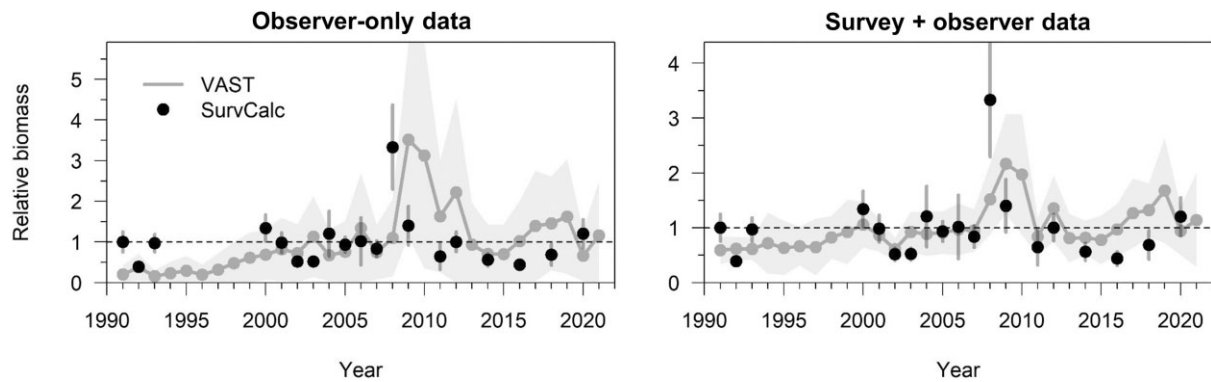 Observer-only data
Relative biomass
5
4
3
2
1
0
VAST
SurvCalc
1990 1995 2000 2005 2010 2015 2020
Year
Survey + observer data
4
3
2
1
0
1990 1995 2000 2005 2010 2015 2020
Year